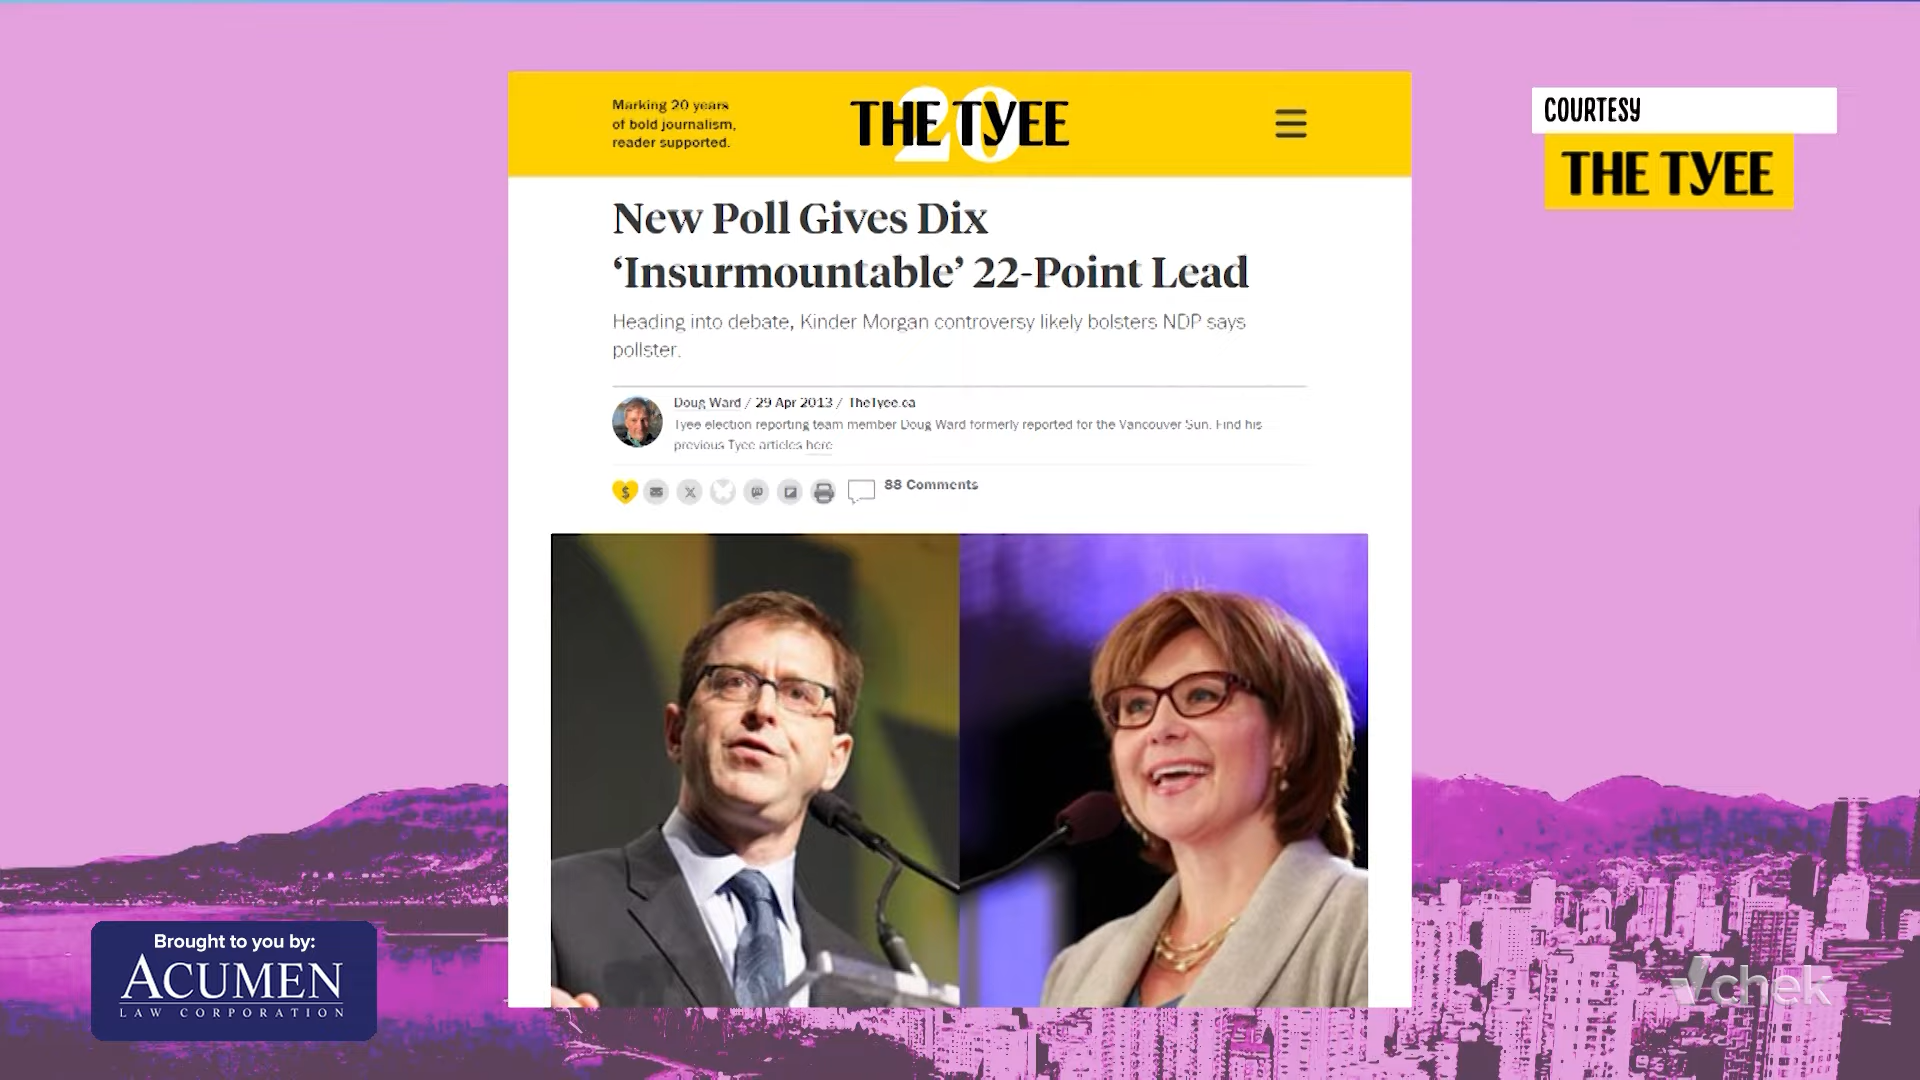 Marking 20 years
of bold journalism,
reader supported.
20
THE TYEE
COURTESY
THE TYEE
New Poll Gives Dix
‘Insurmountable’ 22-Point Lead
Heading into debate, Kinder Morgan controversy likely bolsters NDP says
pollster.
Doug Ward / 29 Apr 2013 / TheTyee.ca
Tyee election reporting team member Doug Ward formerly reported for the Vancouver Sun. Find his
previous Tyee articles here
$
88 Comments
Brought to you by:
ACUMEN
LAW CORPORATION
chek